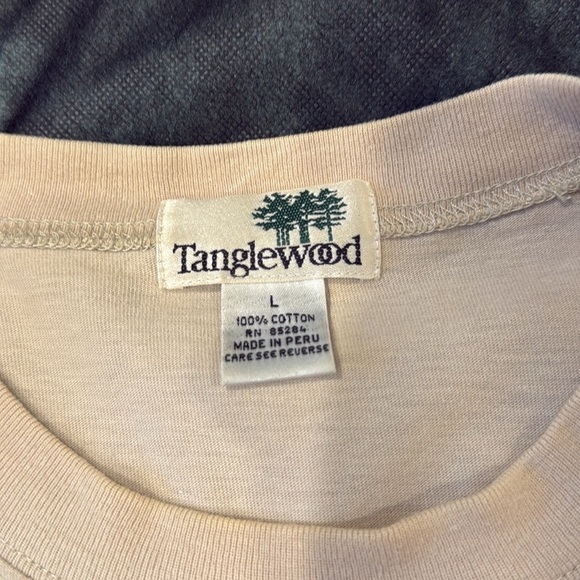 Tanglewood
L
100% COTTON
RN 85284
MADE IN PERU
CARE SEE REVERSE